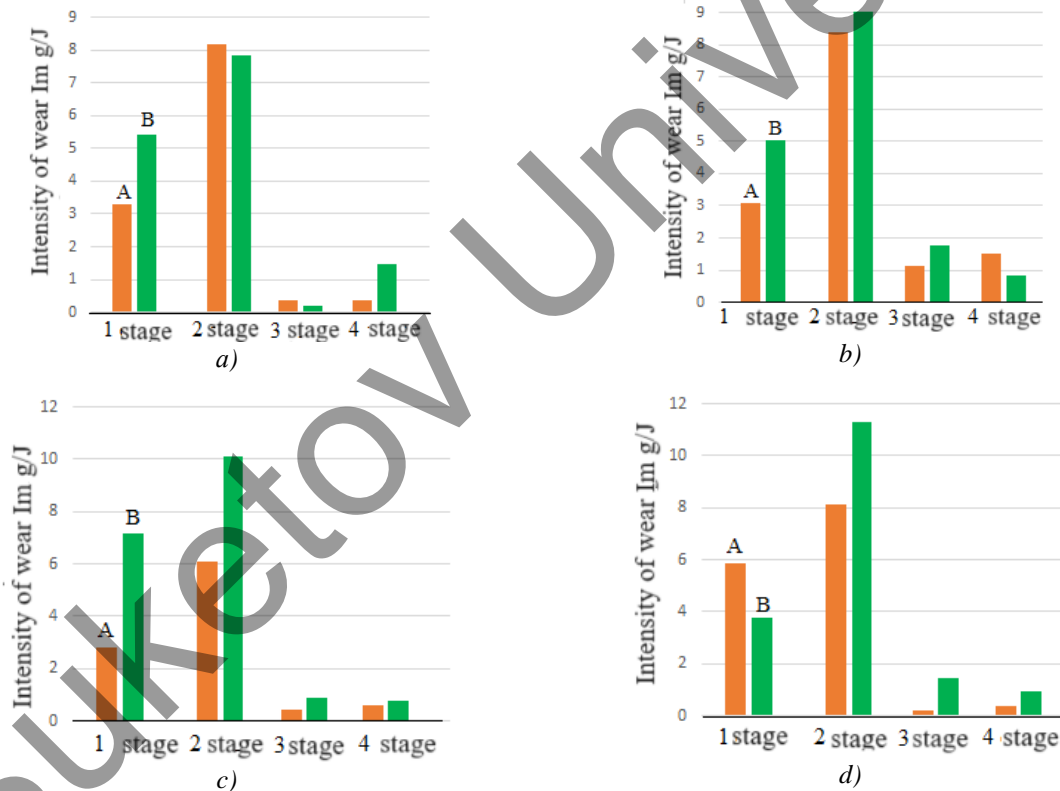 Intensity of wear Im g/J
9
8
7
6
5
4
3
2
1
0
A
B
1 stage
2 stage
3 stage
4 stage
a)
Intensity of wear Im g/J
9
8
7
6
5
4
3
2
1
0
A
B
1 stage
2 stage
3 stage
4 stage
b)
Intensity of wear Im g/J
12
10
8
6
4
2
0
A
B
1 stage
2 stage
3 stage
4 stage
c)
Intensity of wear Im g/J
12
10
8
6
4
2
0
A
B
1 stage
2 stage
3 stage
4 stage
d)
uketov Unive